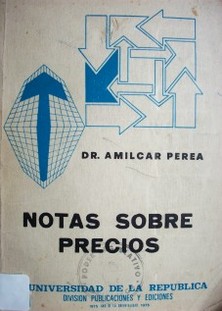 DR. AMILCAR PEREA
NOTAS SOBRE
PRECIOS
UNIVERSIDAD DE LA REPUBLICA
DIVISION PUBLICACIONES Y EDICIONES